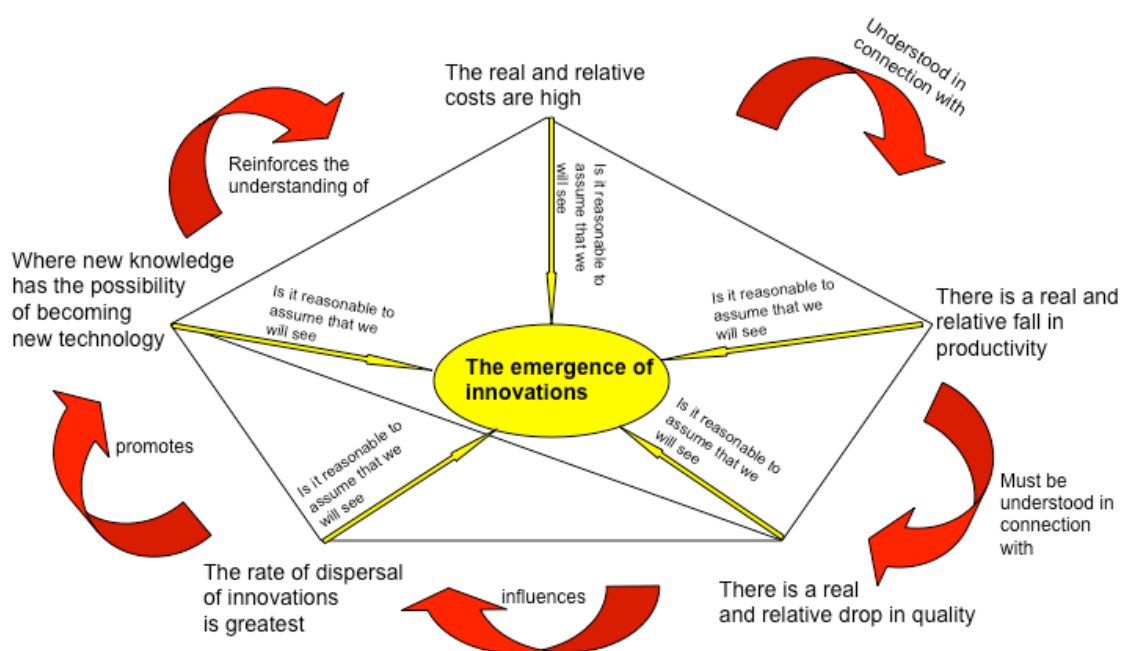 The real and relative
costs are high
Understood in
connection with
Reinforces the
understanding of
Is it reasonable to
assume that we
will see
Where new knowledge
has the possibility
of becoming
new technology
Is it reasonable to
assume that we
will see
Is it reasonable to
assume that we
will see
There is a real and
relative fall in
productivity
The emergence of
innovations
promotes
Is it reasonable to
assume that we
will see
Is it reasonable to
assume that we
will see
Must be
understood in
connection
with
The rate of dispersal
of innovations
is greatest
influences
There is a real
and relative drop in quality